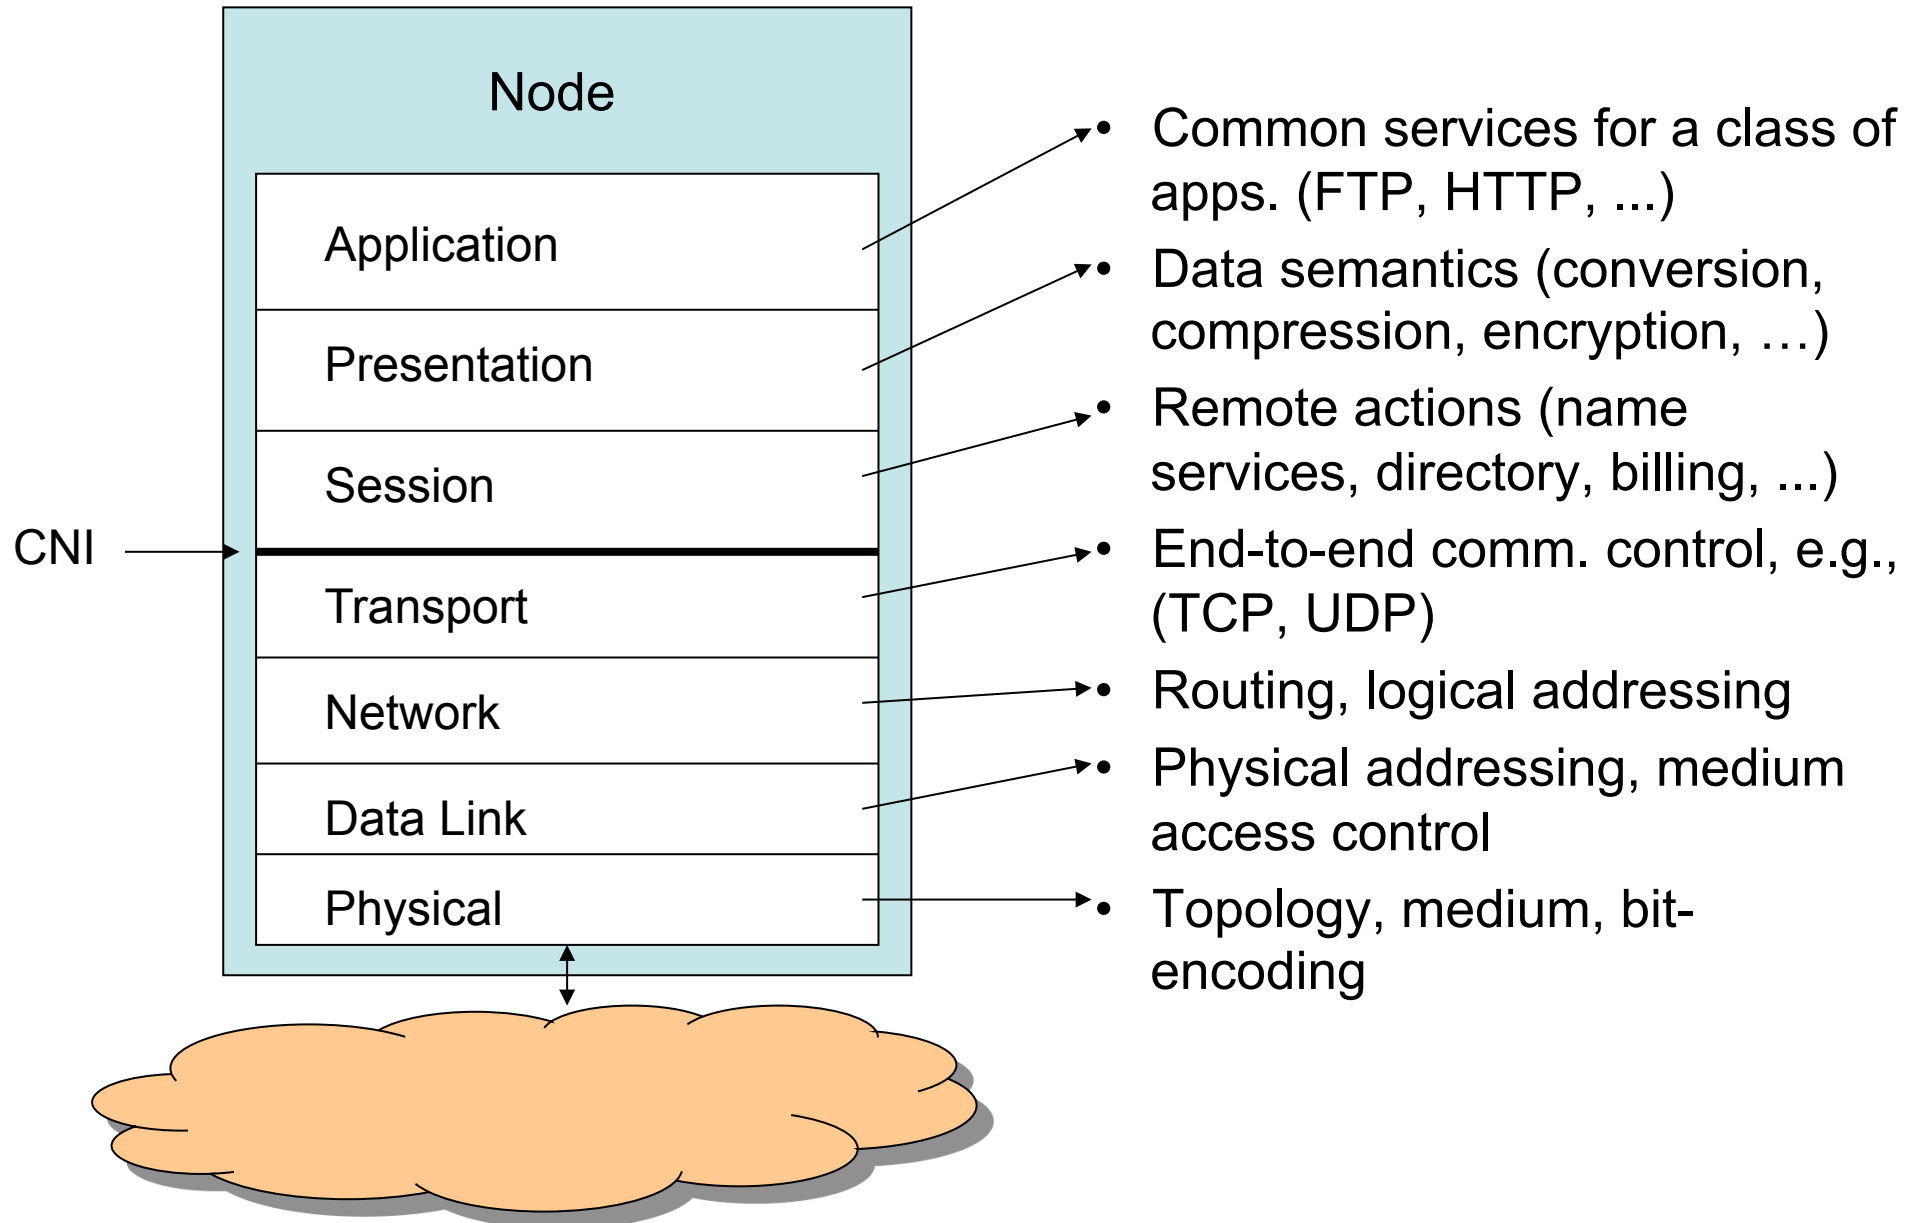 Node
Application
Presentation
Session
CNI
Transport
Network
Data Link
Physical
• Common services for a class of
apps. (FTP, HTTP, ...)
• Data semantics (conversion,
compression, encryption, …)
• Remote actions (name
services, directory, billing, ...)
• End-to-end comm. control, e.g.,
(TCP, UDP)
• Routing, logical addressing
• Physical addressing, medium
access control
• Topology, medium, bit-
encoding